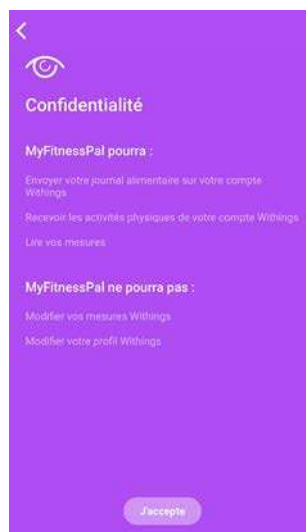 Confidentialité
MyFitnessPal pourra :
Envoyer votre journal alimentaire sur votre compte
Withings
Recevoir les activités physiques de votre compte Withings
Lire vos mesures
MyFitnessPal ne pourra pas :
Modifier vos mesures Withings
Modifier votre profil Withings
J'accepte